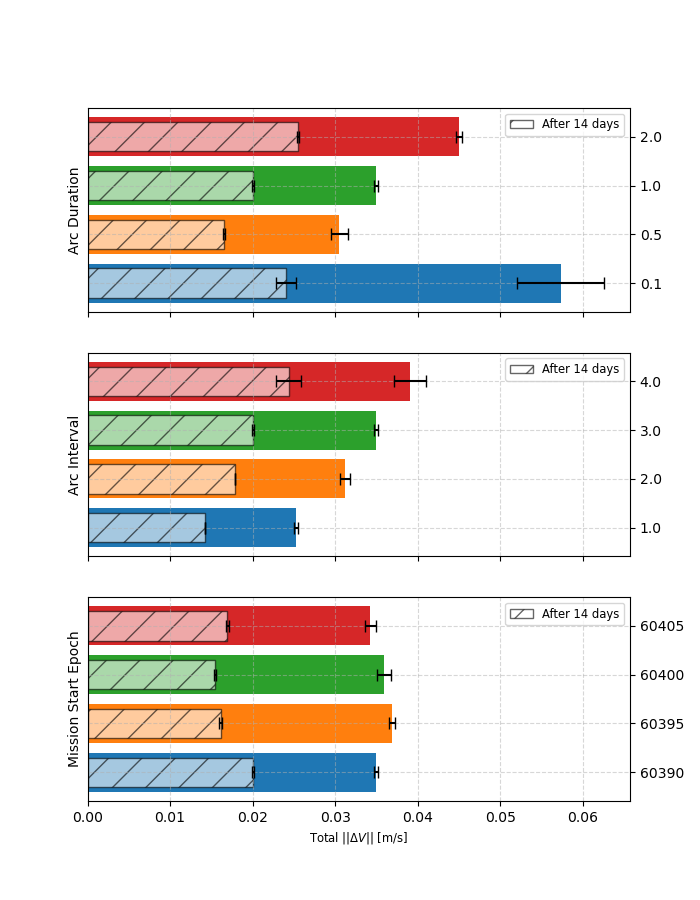 After 14 days
Arc Duration
2.0
1.0
0.5
0.1
After 14 days
Arc Interval
4.0
3.0
2.0
1.0
After 14 days
Mission Start Epoch
60405
60400
60395
60390
0.00 0.01 0.02 0.03 0.04 0.05 0.06
Total ||ΔV|| [m/s]